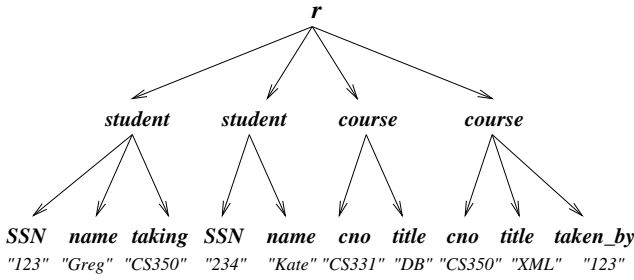 r
student student course course
SSN name taking SSN name cno title cno title taken_by
"123" "Greg" "CS350" "234" "Kate" "CS331" "DB" "CS350" "XML" "123"